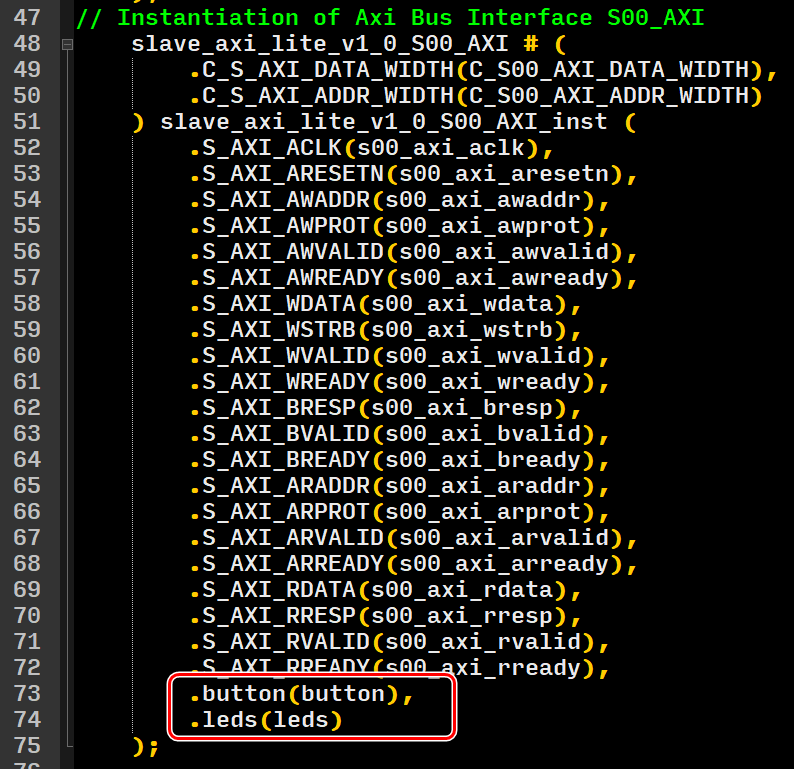 47 // Instantiation of Axi Bus Interface S00_AXI
48 slave_axi_lite_v1_0_S00_AXI # (
49 .C_S_AXI_DATA_WIDTH(C_S00_AXI_DATA_WIDTH),
50 .C_S_AXI_ADDR_WIDTH(C_S00_AXI_ADDR_WIDTH)
51 ) slave_axi_lite_v1_0_S00_AXI_inst (
52 .S_AXI_ACLK(s00_axi_aclk),
53 .S_AXI_ARESETN(s00_axi_aresetn),
54 .S_AXI_AWADDR(s00_axi_awaddr),
55 .S_AXI_AWPROT(s00_axi_awprot),
56 .S_AXI_AWVALID(s00_axi_awvalid),
57 .S_AXI_AWREADY(s00_axi_awready),
58 .S_AXI_WDATA(s00_axi_wdata),
59 .S_AXI_WSTRB(s00_axi_wstrb),
60 .S_AXI_WVALID(s00_axi_wvalid),
61 .S_AXI_WREADY(s00_axi_wready),
62 .S_AXI_BRESP(s00_axi_bresp),
63 .S_AXI_BVALID(s00_axi_bvalid),
64 .S_AXI_BREADY(s00_axi_bready),
65 .S_AXI_ARADDR(s00_axi_araddr),
66 .S_AXI_ARPROT(s00_axi_arprot),
67 .S_AXI_ARVALID(s00_axi_arvalid),
68 .S_AXI_ARREADY(s00_axi_arready),
69 .S_AXI_RDATA(s00_axi_rdata),
70 .S_AXI_RRESP(s00_axi_rresp),
71 .S_AXI_RVALID(s00_axi_rvalid),
72 .S_AXI_RREADY(s00_axi_rready),
73 .button(button),
74 .leds(leds)
75 );